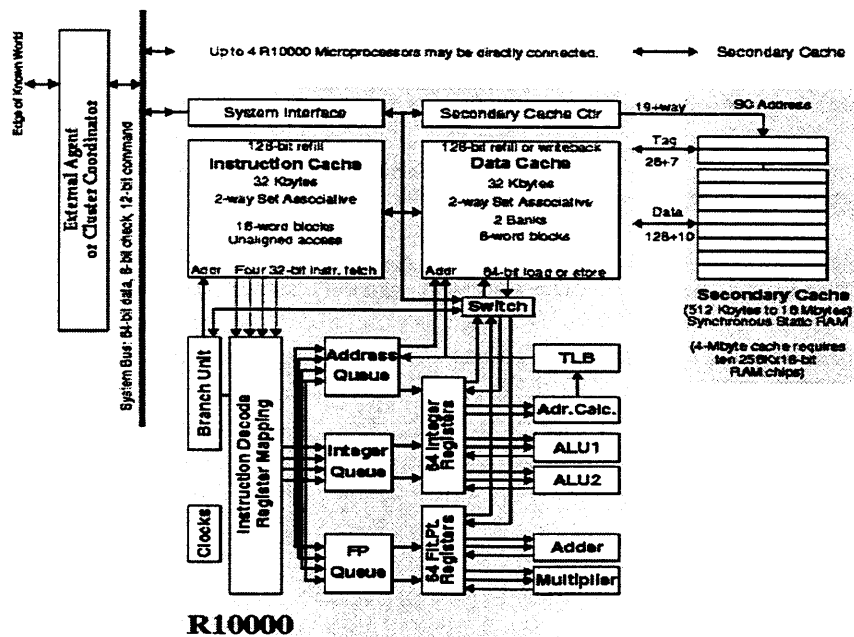 Up to 4 R10000 Microprocessors may be directly connected.
Secondary Cache
Edge of Known World
External Agent
or Cluster Coordinator
System Bus: 64-bit data, 8-bit check, 12-bit command
System Interface
Secondary Cache Ctlr
19+way
SC Address
128-bit refill
Instruction Cache
32 Kbytes
2-way Set Associative
16-word blocks
Unaligned access
Addr
Four 32-bit instr. fetch
128-bit refill or writeback
Data Cache
32 Kbytes
2-way Set Associative
2 Banks
8-word blocks
Addr
64-bit load or store
Tag
26+7
Data
128+10
Secondary Cache
(512 Kbytes to 16 Mbytes)
Synchronous Static RAM
(4-Mbyte cache requires
ten 256Kx16-bit
RAM chips)
Switch
Branch Unit
Clocks
Instruction Decode
Register Mapping
Address
Queue
Integer
Queue
FP
Queue
64 Integer
Registers
64 Flt.Pt.
Registers
TLB
Adr.Calc.
ALU1
ALU2
Adder
Multiplier
R10000